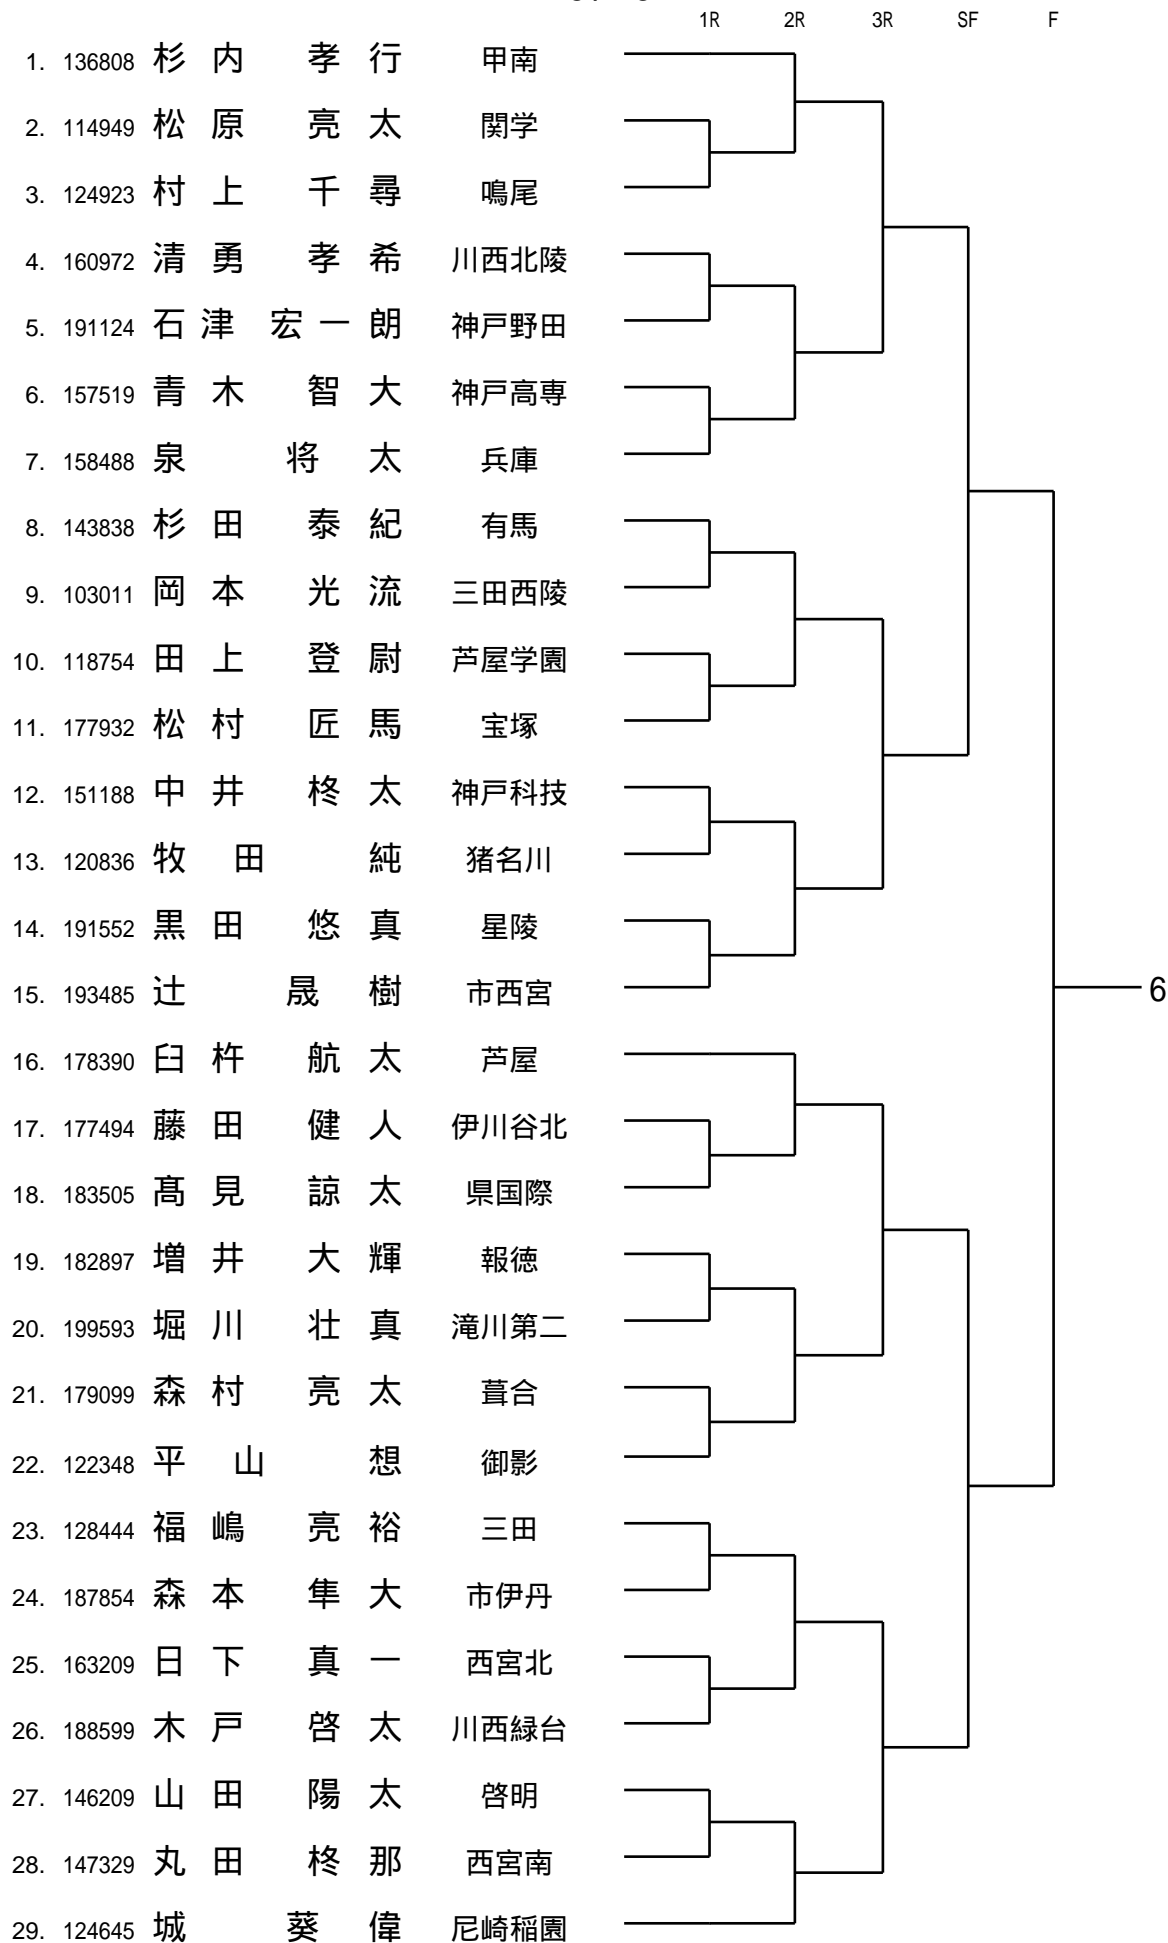 1R 2R 3R SF F
1. 136808 杉内 孝行 甲南
2. 114949 松原 亮太 関学
3. 124923 村上 千尋 鳴尾
4. 160972 清勇 孝希 川西北陵
5. 191124 石津 宏一朗 神戸野田
6. 157519 青木 智大 神戸高専
7. 158488 泉 将太 兵庫
8. 143838 杉田 泰紀 有馬
9. 103011 岡本 光流 三田西陵
10. 118754 田上 登尉 芦屋学園
11. 177932 松村 匠馬 宝塚
12. 151188 中井 柊太 神戸科技
13. 120836 牧田 純 猪名川
14. 191552 黒田 悠真 星陵
15. 193485 辻 晟樹 市西宮
6
16. 178390 臼杵 航太 芦屋
17. 177494 藤田 健人 伊川谷北
18. 183505 髙見 諒太 県国際
19. 182897 増井 大輝 報徳
20. 199593 堀川 壮真 滝川第二
21. 179099 森村 亮太 葺合
22. 122348 平山 想 御影
23. 128444 福嶋 亮裕 三田
24. 187854 森本 隼大 市伊丹
25. 163209 日下 真一 西宮北
26. 188599 木戸 啓太 川西緑台
27. 146209 山田 陽太 啓明
28. 147329 丸田 柊那 西宮南
29. 124645 城 葵偉 尼崎稲園